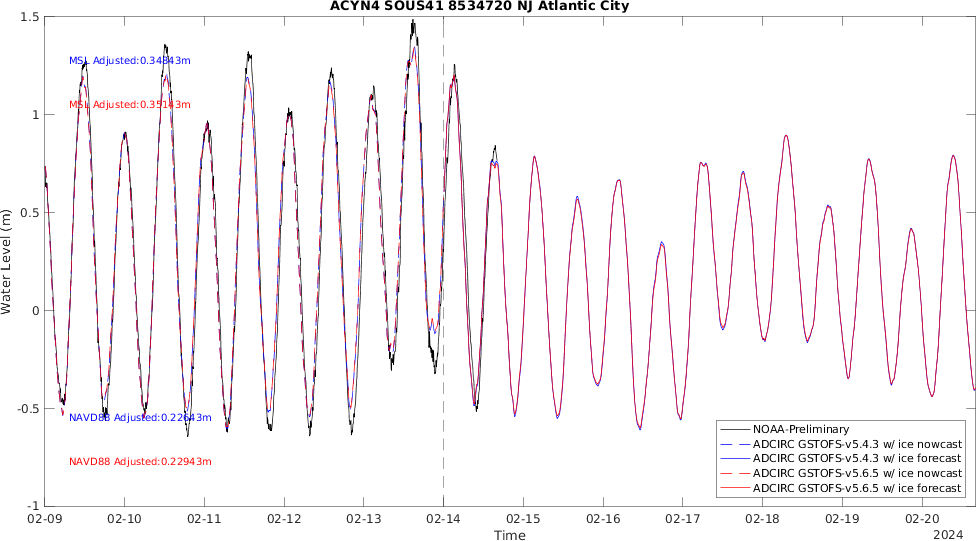 ACYN4 SOUS41 8534720 NJ Atlantic City
1.5
MSL Adjusted:0.34843m
MSL Adjusted:0.35143m
1
0.5
Water Level (m)
0
-0.5
NAVD88 Adjusted:0.22643m
NAVD88 Adjusted:0.22943m
-1
NOAA-Preliminary
ADCIRC GSTOFS-v5.4.3 w/ ice nowcast
ADCIRC GSTOFS-v5.4.3 w/ ice forecast
ADCIRC GSTOFS-v5.6.5 w/ ice nowcast
ADCIRC GSTOFS-v5.6.5 w/ ice forecast
02-09 02-10 02-11 02-12 02-13 02-14 02-15 02-16 02-17 02-18 02-19 02-20
Time
2024